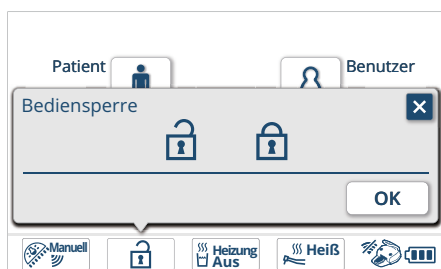 Patient
Benutzer
Bediensperre
OK
Manuell
Heizung
Aus
Heiß